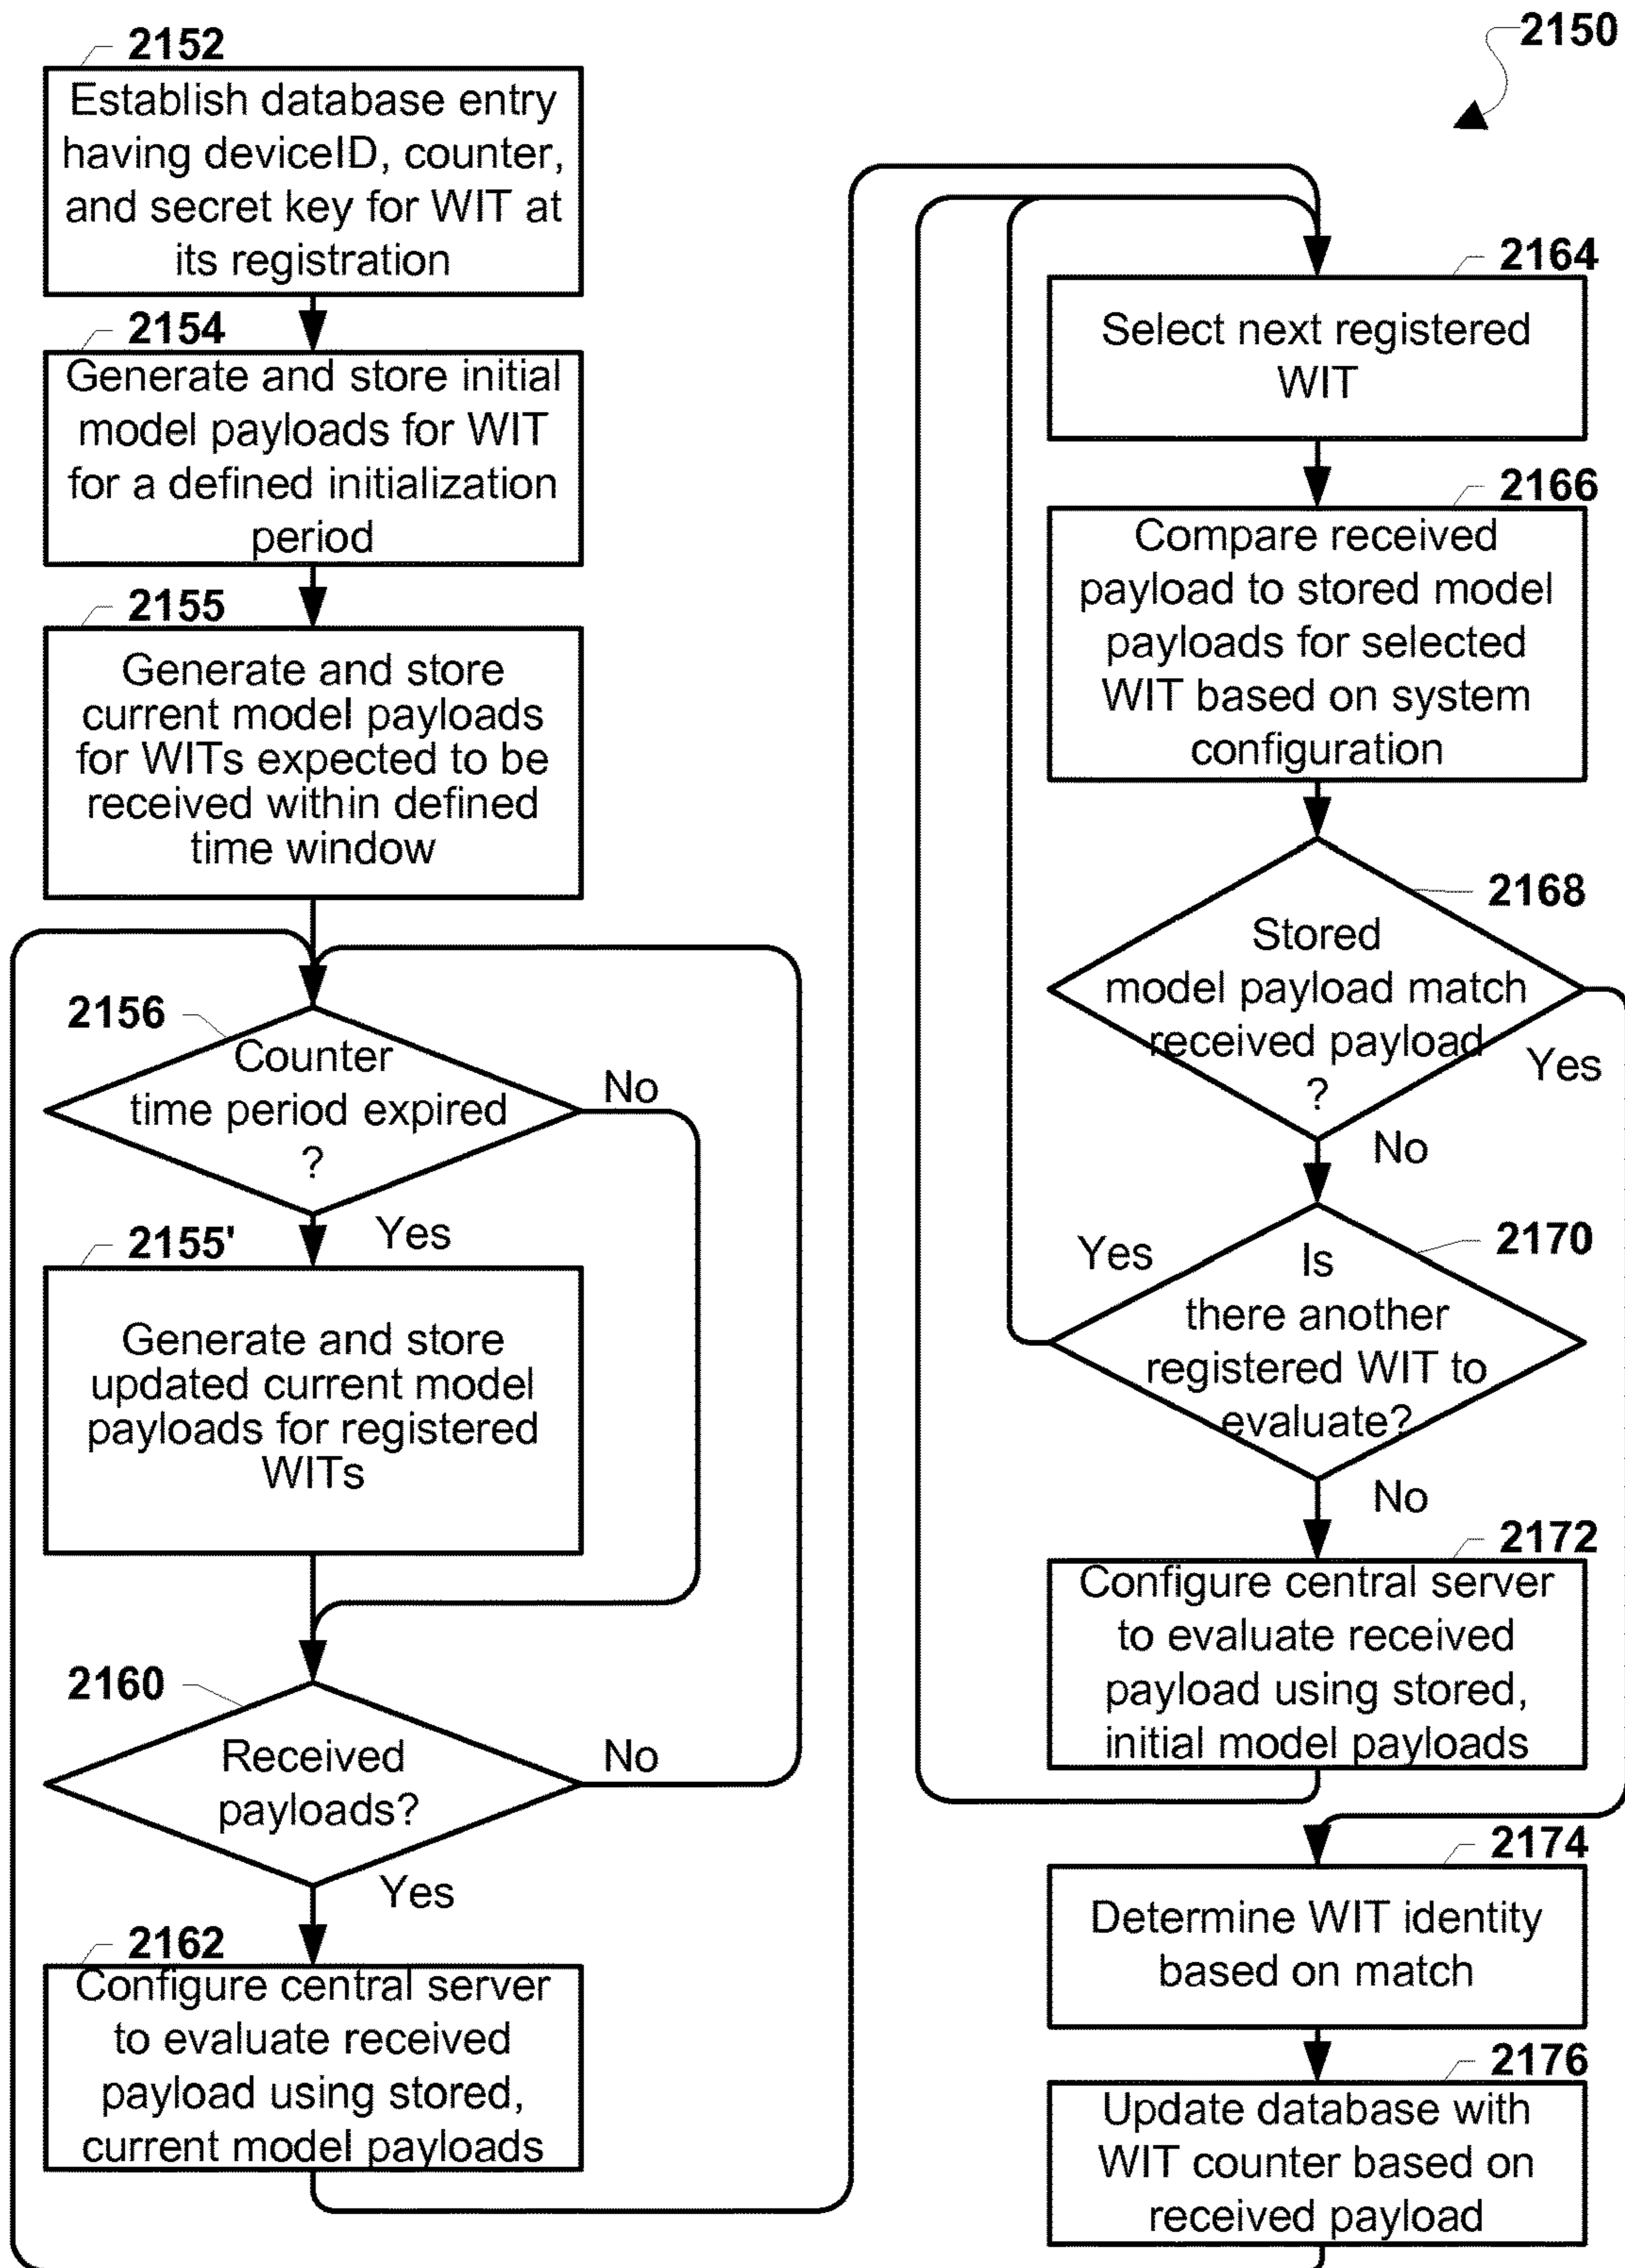 2150
2152
Establish database entry
having deviceID, counter,
and secret key for WIT at
its registration
2154
Generate and store initial
model payloads for WIT
for a defined initialization
period
2155
Generate and store
current model payloads
for WITs expected to be
received within defined
time window
2156
Counter
time period expired
?
No
Yes
2155'
Generate and store
updated current model
payloads for registered
WITs
2160
Received
payloads?
No
Yes
2162
Configure central server
to evaluate received
payload using stored,
current model payloads
2164
Select next registered
WIT
2166
Compare received
payload to stored model
payloads for selected
WIT based on system
configuration
2168
Stored
model payload match
received payload
?
Yes
No
2170
Yes
Is
there another
registered WIT to
evaluate?
No
2172
Configure central server
to evaluate received
payload using stored,
initial model payloads
2174
Determine WIT identity
based on match
2176
Update database with
WIT counter based on
received payload